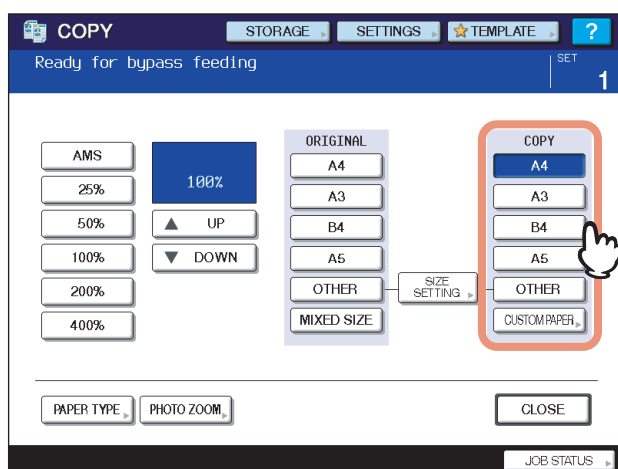 COPY
STORAGE
SETTINGS
TEMPLATE
?
Ready for bypass feeding
SET
1
AMS
25%
50%
100%
200%
400%
100%
UP
DOWN
ORIGINAL
A4
A3
B4
A5
OTHER
MIXED SIZE
SIZE
SETTING
COPY
A4
A3
B4
A5
OTHER
CUSTOM PAPER
PAPER TYPE
PHOTO ZOOM
CLOSE
JOB STATUS